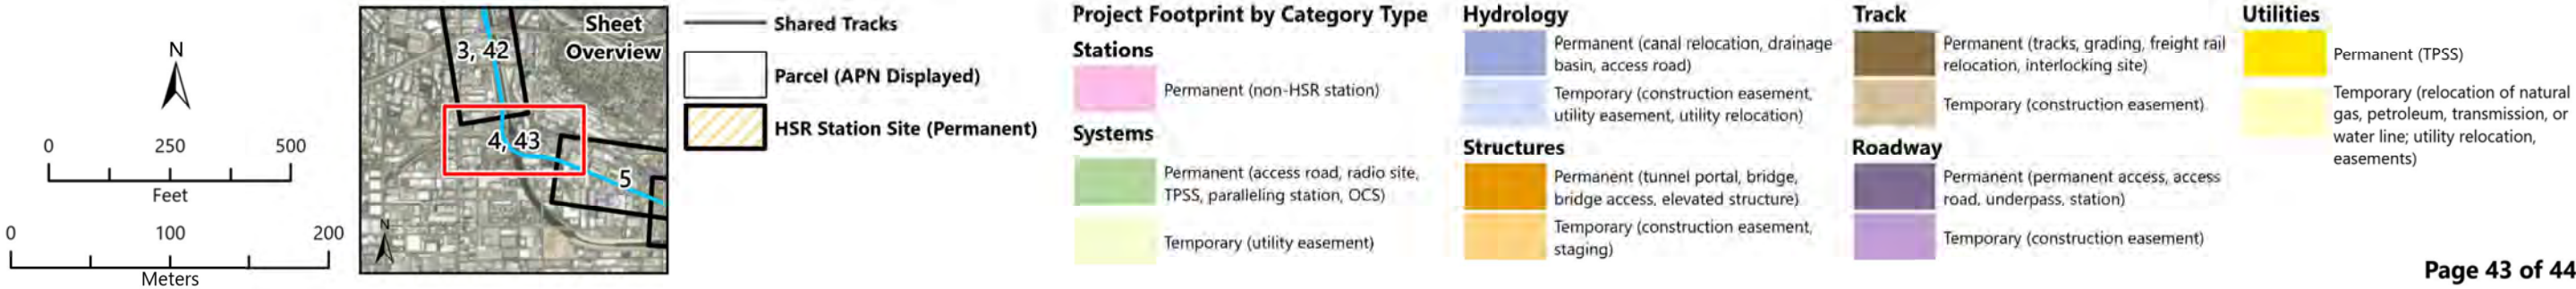 N
0 250 500
Feet
0 100 200
Meters
Sheet
Overview
3, 42
4, 43
5
N
Shared Tracks
Parcel (APN Displayed)
HSR Station Site (Permanent)
Project Footprint by Category Type
Stations
Permanent (non-HSR station)
Systems
Permanent (access road, radio site,
TPSS, paralleling station, OCS)
Temporary (utility easement)
Hydrology
Permanent (canal relocation, drainage
basin, access road)
Temporary (construction easement,
utility easement, utility relocation)
Structures
Permanent (tunnel portal, bridge,
bridge access, elevated structure)
Temporary (construction easement,
staging)
Track
Permanent (tracks, grading, freight rail
relocation, interlocking site)
Temporary (construction easement)
Roadway
Permanent (permanent access, access
road, underpass, station)
Temporary (construction easement)
Utilities
Permanent (TPSS)
Temporary (relocation of natural
gas, petroleum, transmission, or
water line; utility relocation,
easements)
Page 43 of 44